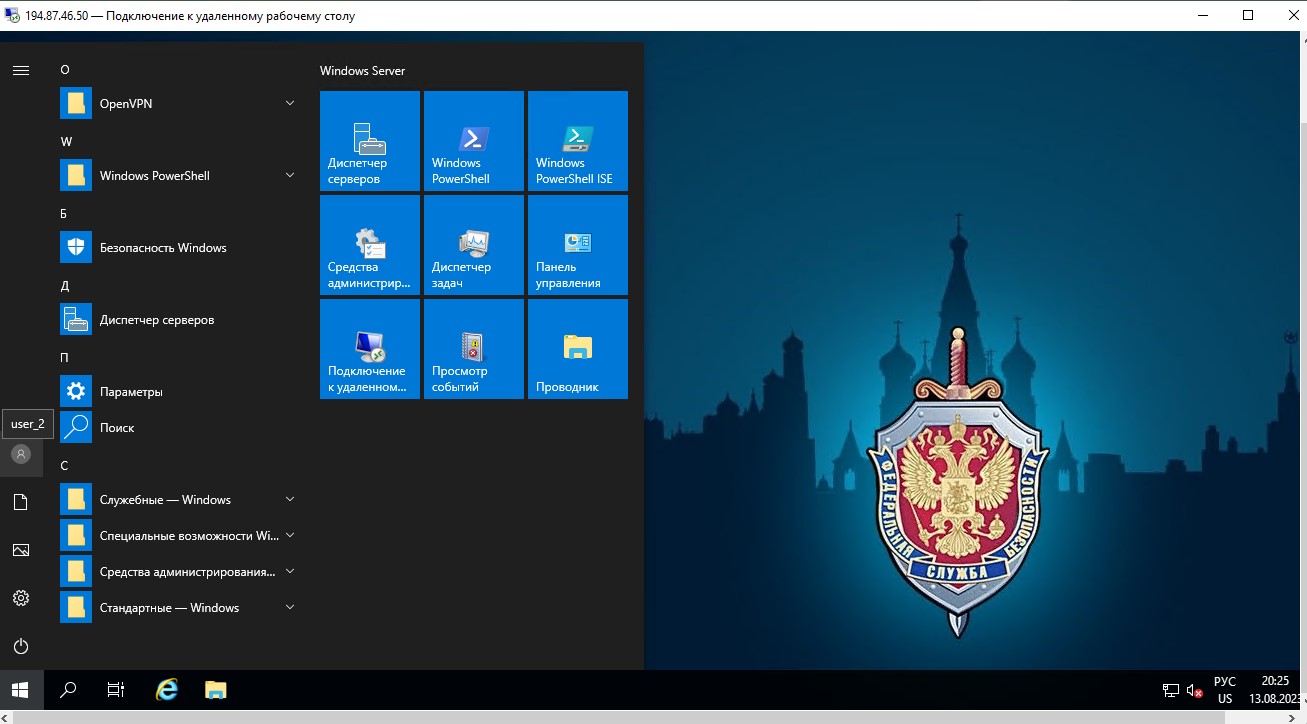 194.87.46.50 — Подключение к удаленному рабочему столу
O
OpenVPN
W
Windows PowerShell
Б
Безопасность Windows
Д
Диспетчер серверов
П
Параметры
Поиск
user_2
С
Служебные — Windows
Специальные возможности Wi...
Средства администрирования...
Стандартные — Windows
Windows Server
Диспетчер
серверов
Windows
PowerShell
Windows
PowerShell ISE
Средства
администрир...
Диспетчер
задач
Панель
управления
Подключение
к удаленном...
Просмотр
событий
Проводник
ФЕДЕРАЛЬНАЯ
СЛУЖБА
БЕЗОПАСНОСТИ
РУС
US
20:25
13.08.2023